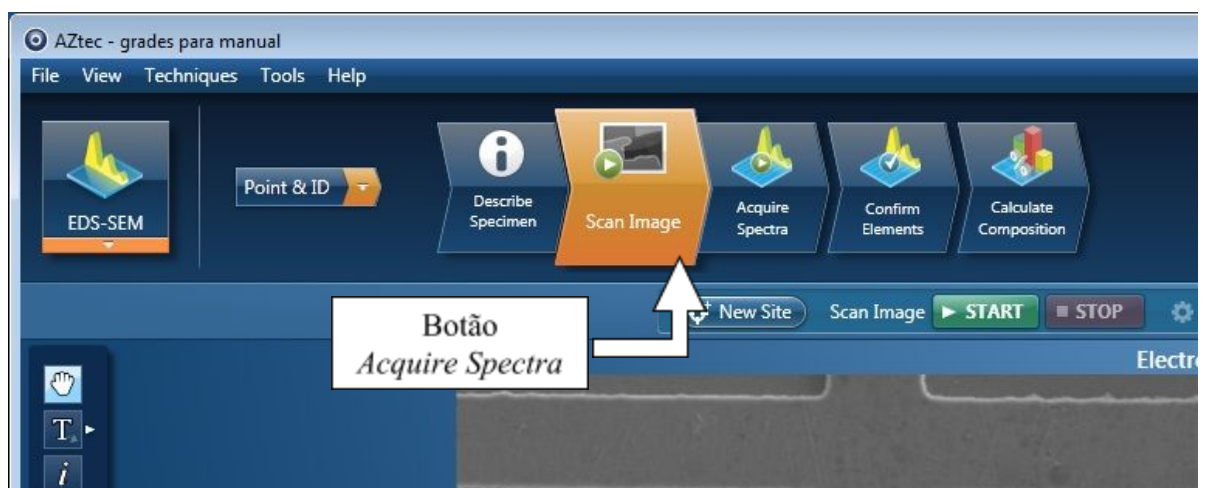 AZtec - grades para manual
File View Techniques Tools Help
EDS-SEM
Point & ID
Describe
Specimen
Scan Image
Acquire
Spectra
Confirm
Elements
Calculate
Composition
New Site
Scan Image
START
STOP
Botão
Acquire Spectra
T
i